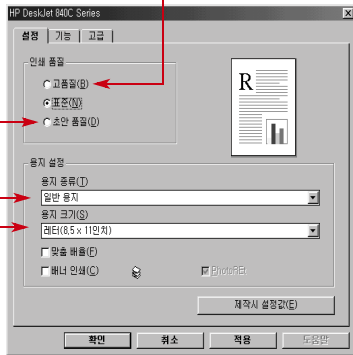 HP DeskJet 840C Series
설정 기능 고급
인쇄 품질
고품질(B)
표준(N)
초안 품질(D)
R
용지 설정
용지 종류(T)
일반 용지
용지 크기(S)
레터(8,5 x 11인치)
맞춤 배율(F)
배너 인쇄(C)
PhotoREt
제작시 설정값(E)
확인 취소 적용 도움말